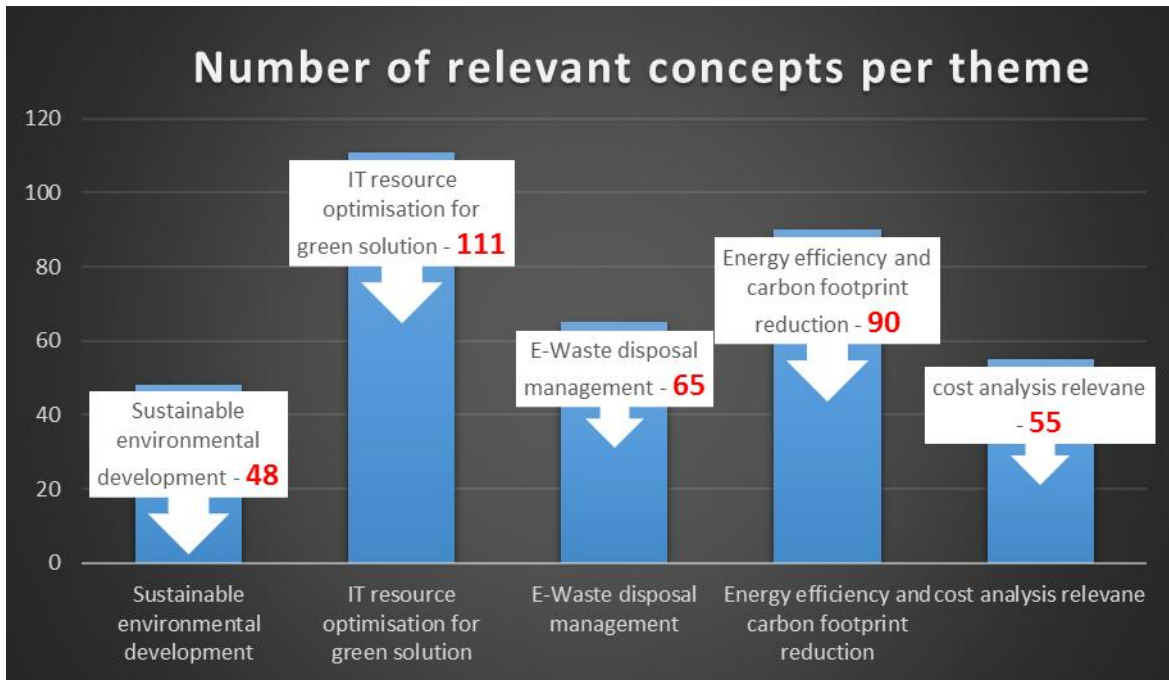 Number of relevant concepts per theme
120
100
80
60
40
20
0
Sustainable
environmental
development - 48
IT resource
optimisation for
green solution - 111
E-Waste disposal
management - 65
Energy efficiency and
carbon footprint
reduction - 90
cost analysis relevane
- 55
Sustainable
environmental
development
IT resource
optimisation for
green solution
E-Waste disposal
management
Energy efficiency and
carbon footprint
reduction
cost analysis relevane